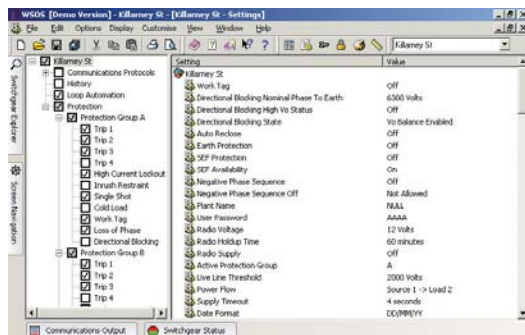 WSOS [Demo Version] - Killarney St - [Killarney St - Settings]
File Edit Options Display Customise View Window Help
Killarney St
Switchgear Explorer
Screen Navigation
Killarney St
Communications Protocols
History
Loop Automation
Protection
Protection Group A
Trip 1
Trip 2
Trip 3
Trip 4
High Current Lockout
Inrush Restraint
Single Shot
Cold Load
Work Tag
Loss of Phase
Directional Blocking
Protection Group B
Trip 1
Trip 2
Trip 3
Trip 4
Setting Value
Killarney St
Work Tag Off
Directional Blocking Nominal Phase To Earth 6300 Volts
Directional Blocking High Vo Status Off
Directional Blocking State Vo Balance Enabled
Auto Reclose Off
Earth Protection Off
SEF Protection Off
SEF Availability On
Negative Phase Sequence Off
Negative Phase Sequence Off Not Allowed
Plant Name NULL
User Password AAAA
Radio Voltage 12 Volts
Radio Holdup Time 60 minutes
Radio Supply Off
Active Protection Group A
Live Line Threshold 2000 Volts
Power Flow Source 1 -> Load 2
Supply Timeout 4 seconds
Date Format DD/MM/YY
Communications Output Switchgear Status